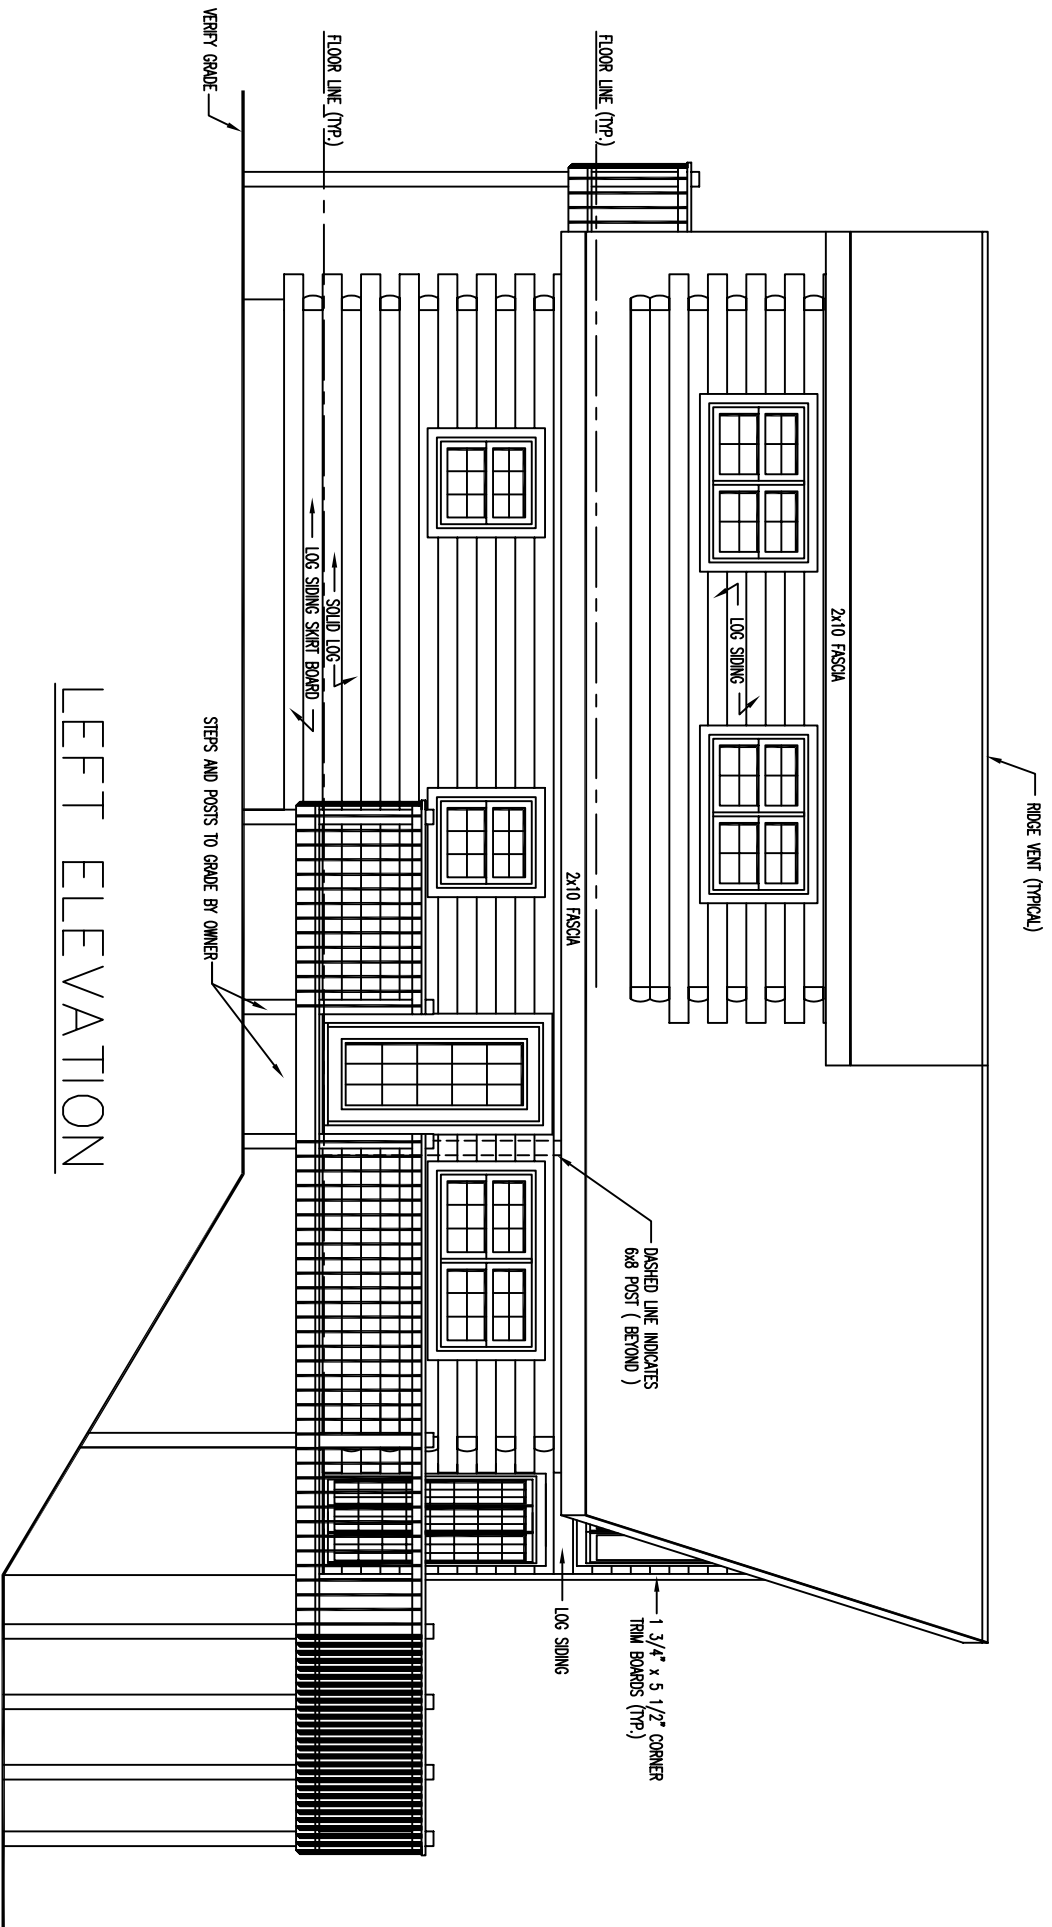 RIDGE VENT (TYPICAL)
2x10 FASCIA
LOG SIDING
FLOOR LINE (TYP.)
2x10 FASCIA
DASHED LINE INDICATES
6x8 POST ( BEYOND )
1 3/4" x 5 1/2" CORNER
TRIM BOARDS (TYP.)
LOG SIDING
FLOOR LINE (TYP.)
SOLID LOG
LOG SIDING SKIRT BOARD
VERIFY GRADE
STEPS AND POSTS TO GRADE BY OWNER
LEFT ELEVATION